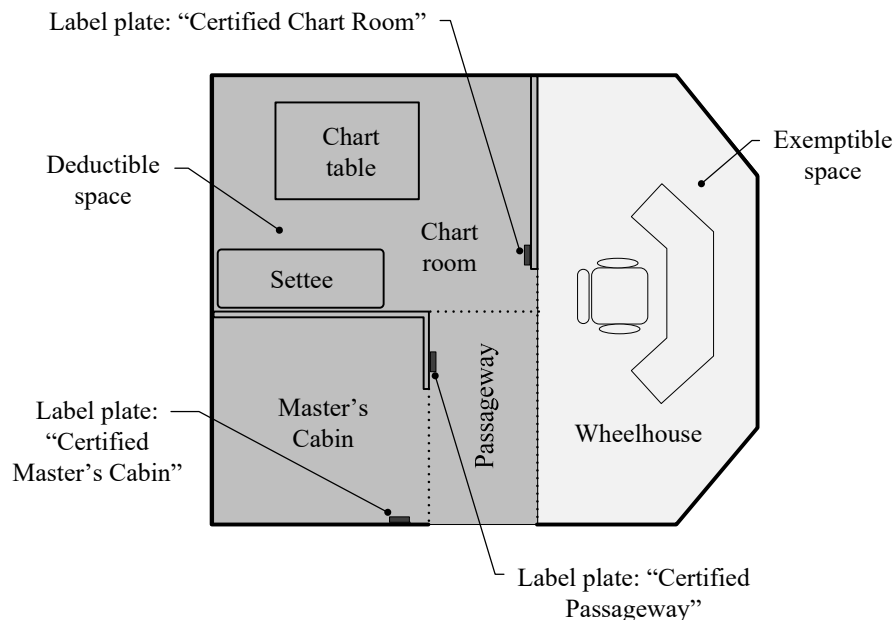 Label plate: “Certified Chart Room”
Chart
table
Exemptible
space
Deductible
space
Chart
room
Settee
Passageway
Label plate:
“Certified
Master’s Cabin”
Master’s
Cabin
Wheelhouse
Label plate: “Certified
Passageway”